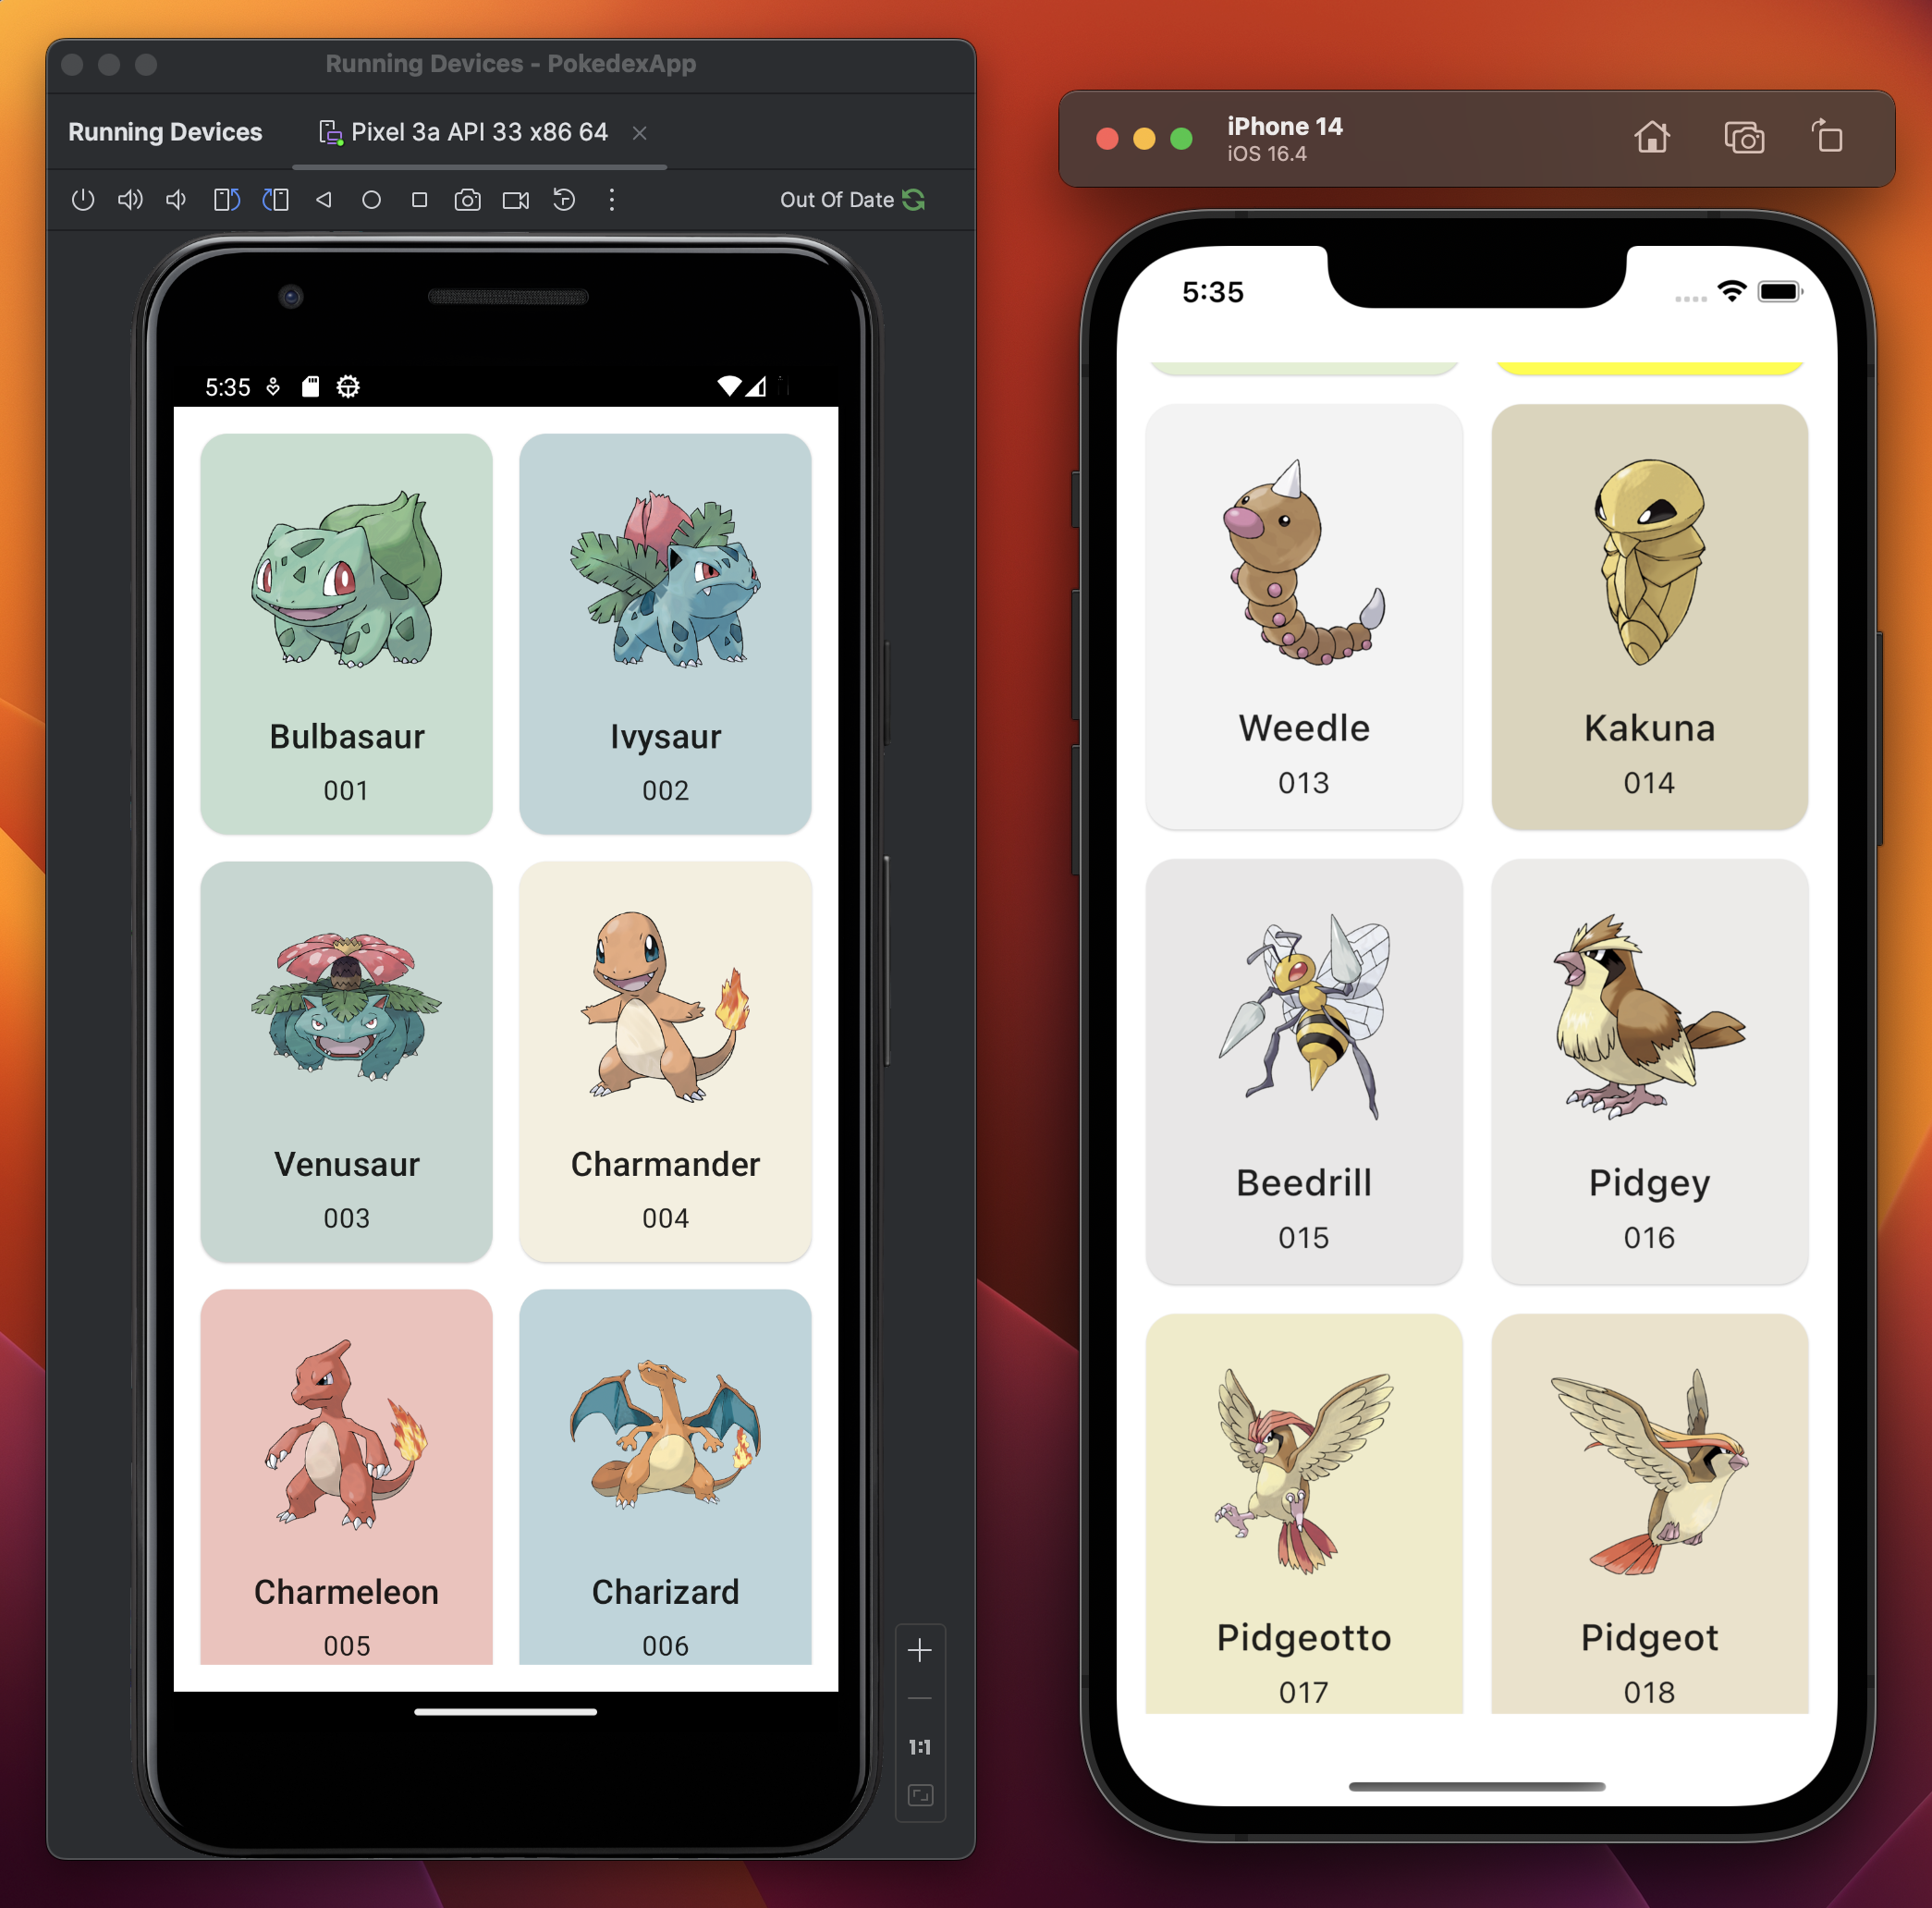 Running Devices - PokedexApp
Running Devices
Pixel 3a API 33 x86 64
Out Of Date
5:35
Bulbasaur
001
Ivysaur
002
Venusaur
003
Charmander
004
Charmeleon
005
Charizard
006
1:1
iPhone 14
iOS 16.4
5:35
Weedle
013
Kakuna
014
Beedrill
015
Pidgey
016
Pidgeotto
017
Pidgeot
018